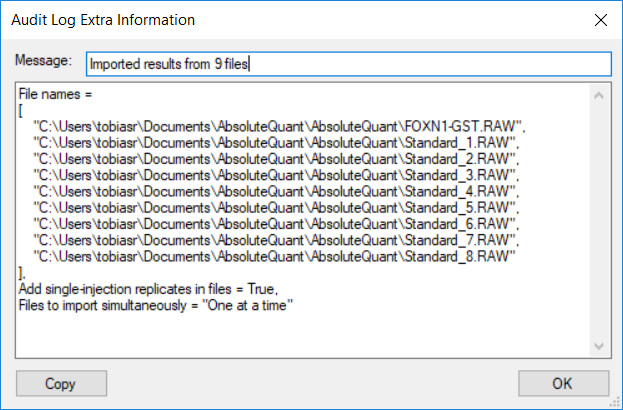 Audit Log Extra Information
Message: Imported results from 9 files
File names =
[
"C:\Users\tobiasr\Documents\AbsoluteQuant\AbsoluteQuant\FOXN1-GST.RAW",
"C:\Users\tobiasr\Documents\AbsoluteQuant\AbsoluteQuant\Standard_1.RAW",
"C:\Users\tobiasr\Documents\AbsoluteQuant\AbsoluteQuant\Standard_2.RAW",
"C:\Users\tobiasr\Documents\AbsoluteQuant\AbsoluteQuant\Standard_3.RAW",
"C:\Users\tobiasr\Documents\AbsoluteQuant\AbsoluteQuant\Standard_4.RAW",
"C:\Users\tobiasr\Documents\AbsoluteQuant\AbsoluteQuant\Standard_5.RAW",
"C:\Users\tobiasr\Documents\AbsoluteQuant\AbsoluteQuant\Standard_6.RAW",
"C:\Users\tobiasr\Documents\AbsoluteQuant\AbsoluteQuant\Standard_7.RAW",
"C:\Users\tobiasr\Documents\AbsoluteQuant\AbsoluteQuant\Standard_8.RAW"
],
Add single-injection replicates in files = True,
Files to import simultaneously = "One at a time"
Copy OK